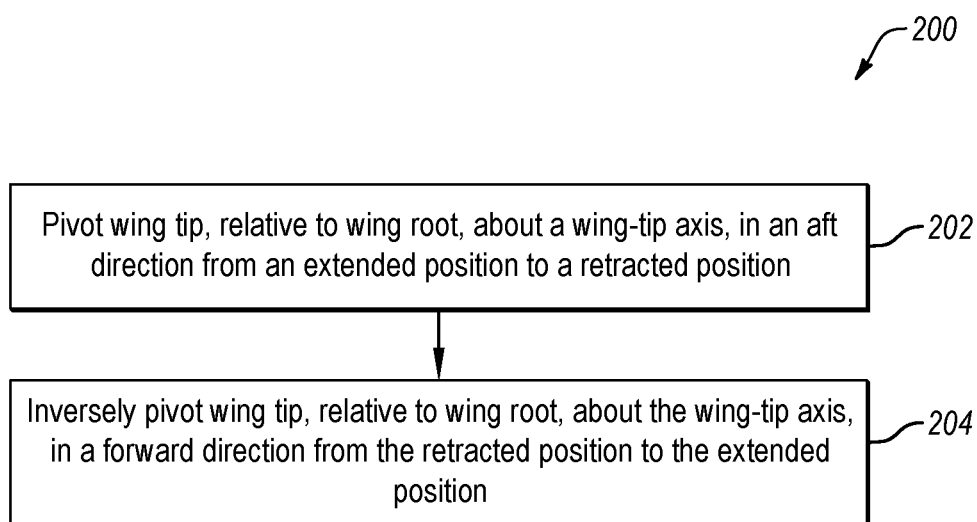 200
Pivot wing tip, relative to wing root, about a wing-tip axis, in an aft
direction from an extended position to a retracted position
202
Inversely pivot wing tip, relative to wing root, about the wing-tip axis,
in a forward direction from the retracted position to the extended
position
204